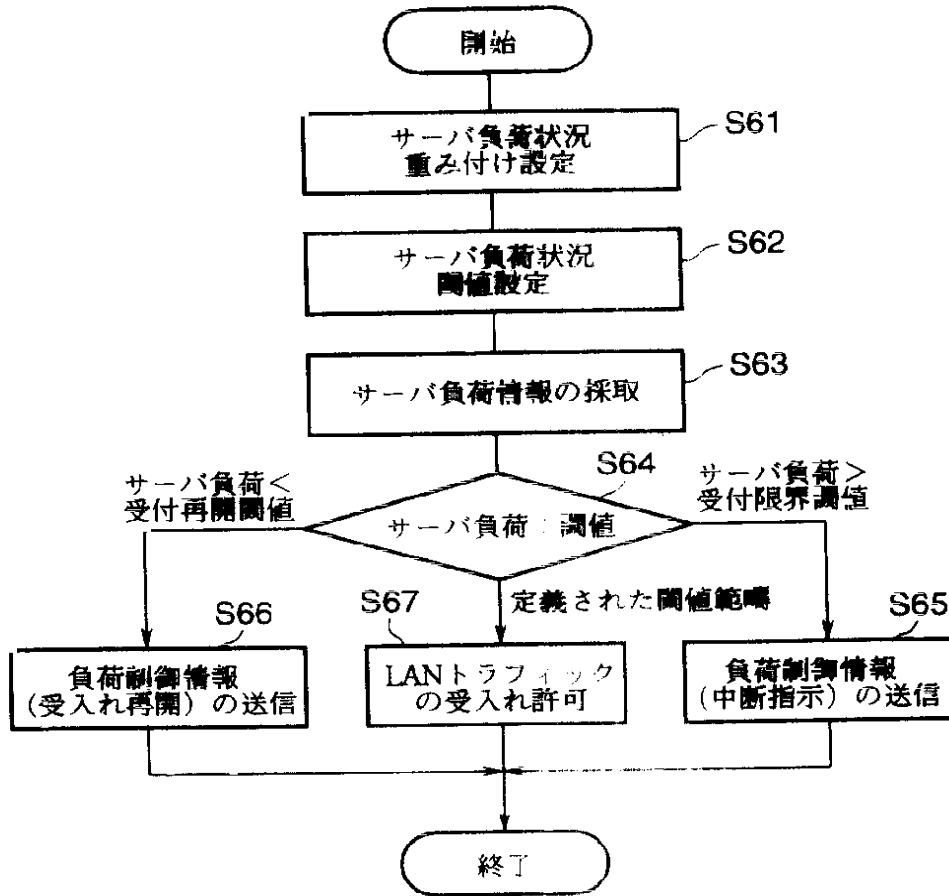 開始
サーバ負荷状況
重み付け設定
S61
サーバ負荷状況
閾値設定
S62
サーバ負荷情報の採取
S63
サーバ負荷：閾値
S64
サーバ負荷<
受付再開閾値
サーバ負荷>
受付限界閾値
定義された閾値範疇
負荷制御情報
(受入れ再開)の送信
S66
LANトラフィック
の受入れ許可
S67
負荷制御情報
(中断指示)の送信
S65
終了